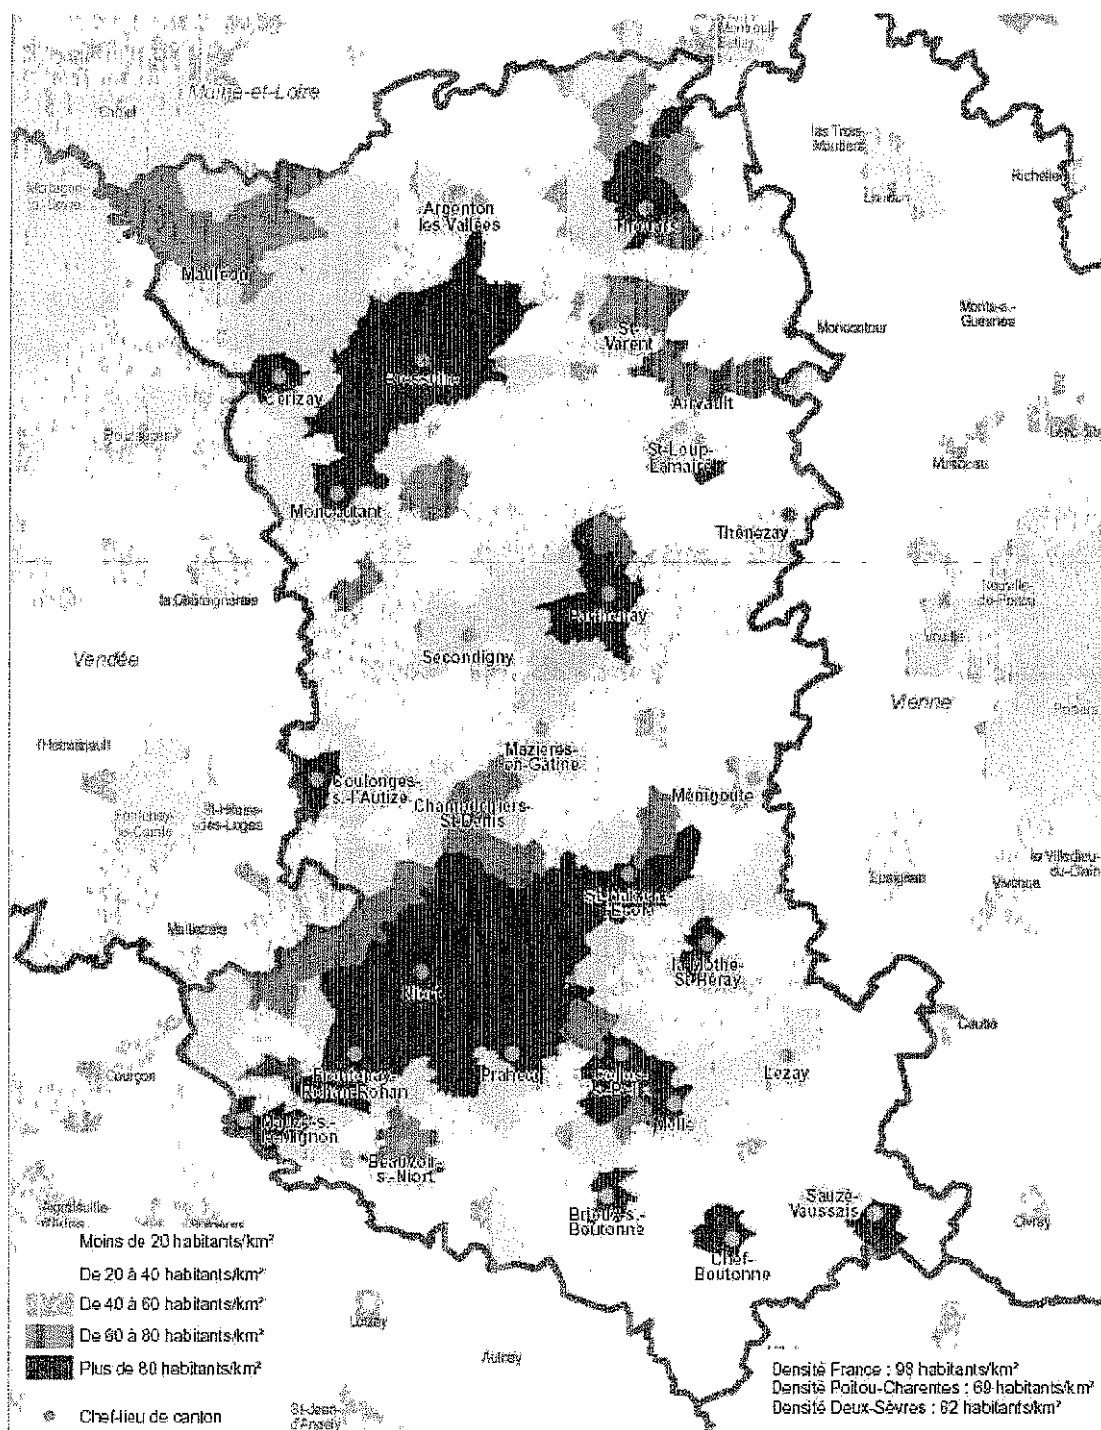 Maine-et-Loire
les Trois-
Moutiers
Richelieu
Loudun
Argenton
les Vallées
Thouars
Mauléon
Monts-s.-
Guesnes
Moncontour
St-
Varent
Bressuire
Cerizay
Airvault
St-Loup-
Lamairé
Moncoutant
Thénezay
la Châtaigneraie
Parthenay
Vendée
Secondigny
Vienne
l'Hermenault
Mazières-
en-Gâtine
Coulonges-
s.-l'Autize
Ménigoute
Champdeniers-
St-Denis
St-Hilaire-
des-Loges
Fontenay-
le-Comte
la Villedieu-
du-Clain
Lusignan
Vivonne
St-Maixent-
l'Ecole
Maillezais
la Mothe-
St-Héray
Niort
Couhé
Courçon
Frontenay-
Rohan-Rohan
Prahecq
Celles-
s.-Belle
Lezay
Mauzé-s.-
le-Mignon
Melle
Beauvoir-
s.-Niort
Brioux-s.-
Boutonne
Sauzé-
Vaussais
Civray
Chef-
Boutonne
Moins de 20 habitants/km²
De 20 à 40 habitants/km²
De 40 à 60 habitants/km²
De 60 à 80 habitants/km²
Plus de 80 habitants/km²
Chef-lieu de canton
Loulay
Aulnay
St-Jean-
d'Angély
Densité France : 98 habitants/km²
Densité Poitou-Charentes : 69 habitants/km²
Densité Deux-Sèvres : 62 habitants/km²